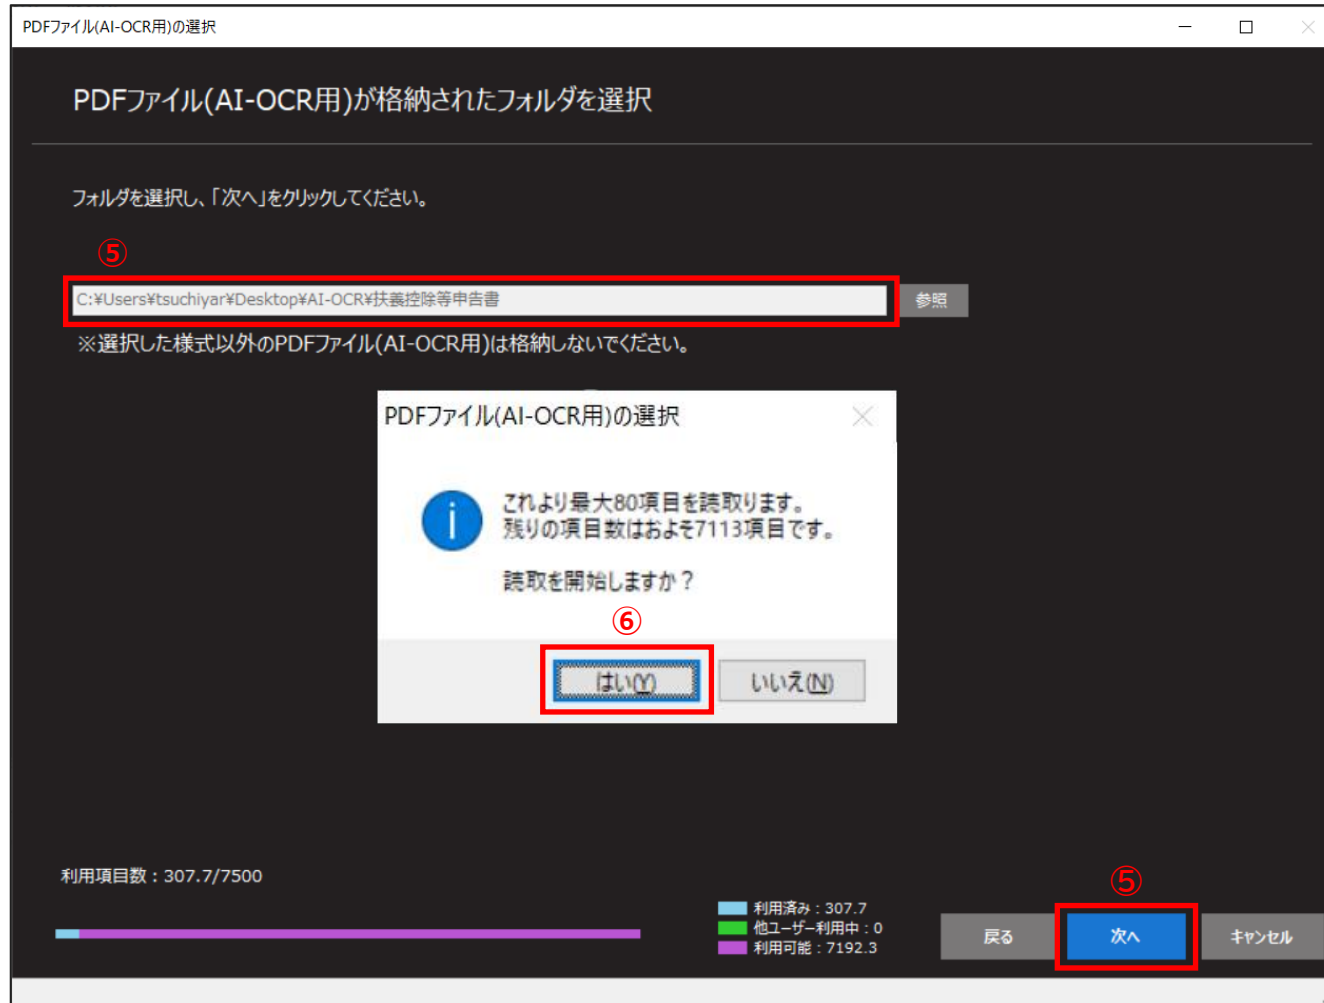 PDFファイル(AI-OCR用)の選択
PDFファイル(AI-OCR用)が格納されたフォルダを選択
フォルダを選択し、「次へ」をクリックしてください。
⑤
C:¥Users¥tsuchiyar¥Desktop¥AI-OCR¥扶養控除等申告書
参照
※選択した様式以外のPDFファイル(AI-OCR用)は格納しないでください。
PDFファイル(AI-OCR用)の選択
これより最大80項目を読取ります。
残りの項目数はおよそ7113項目です。
読取を開始しますか？
⑥
はい(Y)
いいえ(N)
利用項目数：307.7/7500
利用済み：307.7
他ユーザー利用中：0
利用可能：7192.3
⑤
戻る
次へ
キャンセル